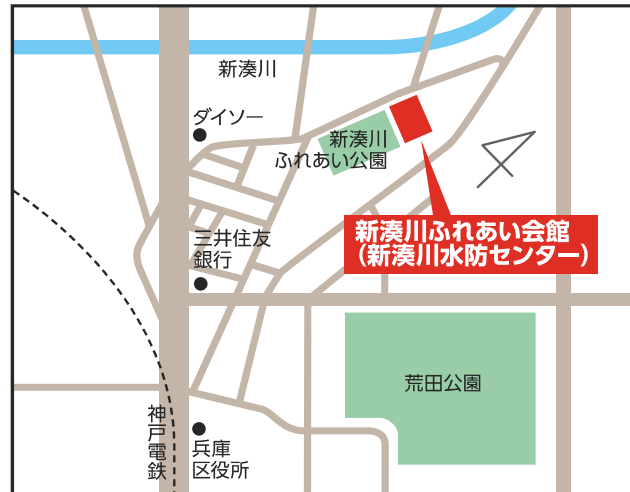 新湊川
ダイソー
新湊川
ふれあい公園
新湊川ふれあい会館
(新湊川水防センター)
三井住友
銀行
荒田公園
神戸電鉄
兵庫
区役所